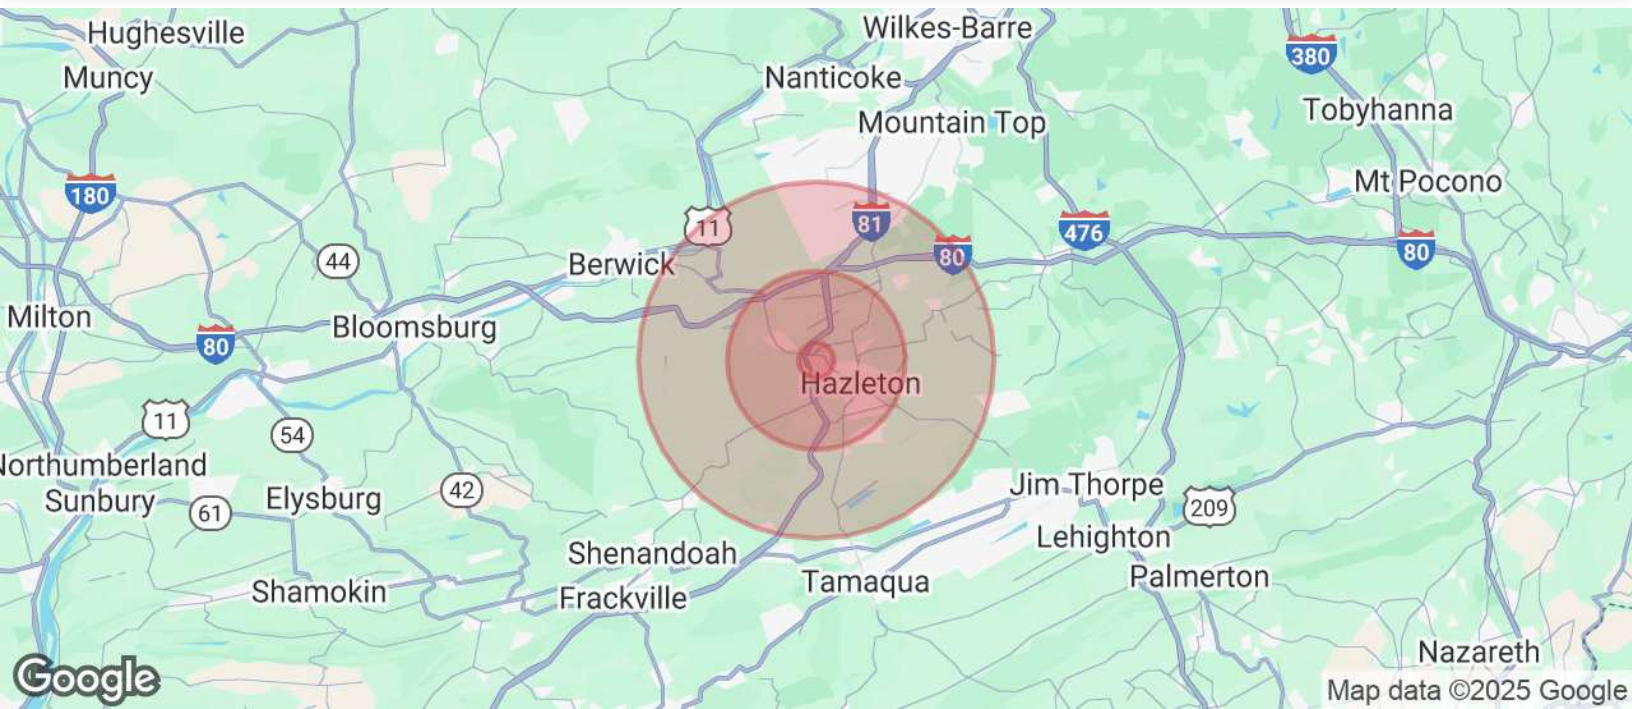 Wilkes-Barre
Hughesville
380
Muncy
Nanticoke
Tobyhanna
Mountain Top
Mt Pocono
180
11
81
476
80
80
44
Berwick
Milton
Bloomsburg
80
Hazleton
11
54
Northumberland
Sunbury
61
Elysburg
42
Jim Thorpe
209
Lehighton
Shenandoah
Tamaqua
Palmerton
Shamokin
Frackville
Nazareth
Google
Map data ©2025 Google